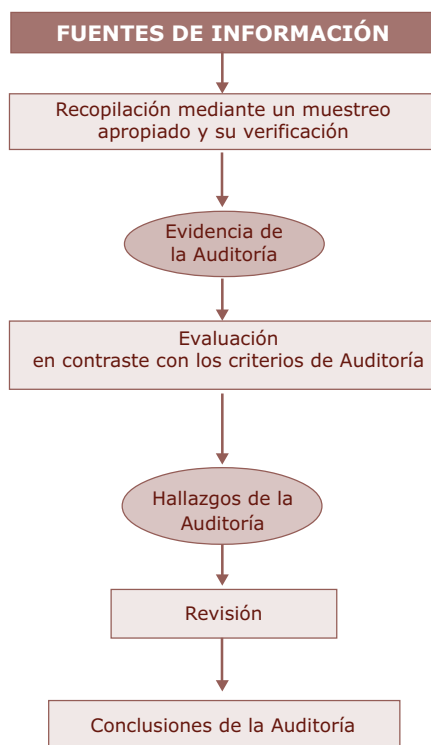 FUENTES DE INFORMACIÓN
Recopilación mediante un muestreo
apropiado y su verificación
Evidencia de
la Auditoría
Evaluación
en contraste con los criterios de Auditoría
Hallazgos de la
Auditoría
Revisión
Conclusiones de la Auditoría